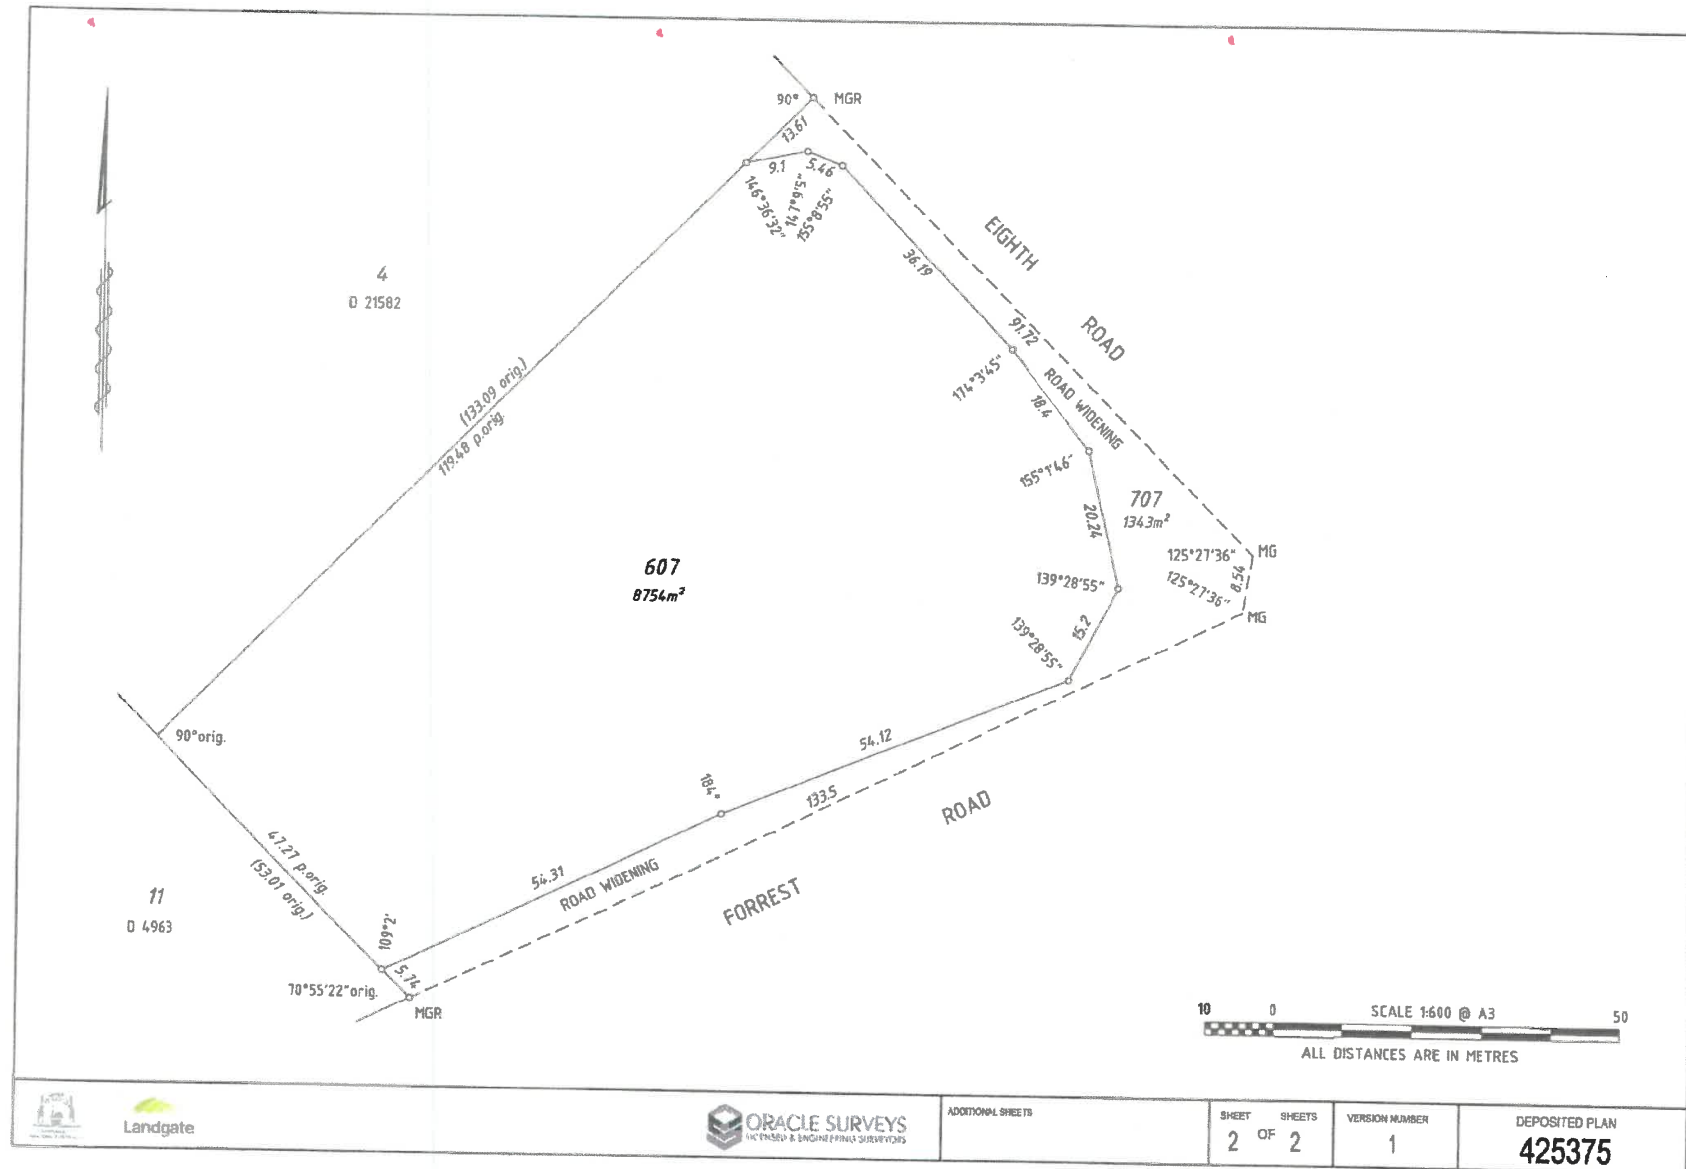 90°
MGR
13.61
9.1
5.46
146°36'32"
147°9'5"
155°8'55"
EIGHTH
ROAD
4
D 21582
36.19
91.72
174°3'45"
ROAD WIDENING
18.4
(133.09 orig.)
119.48 p.orig.
155°1'46"
707
1343m²
20.24
125°27'36"
MG
8.54
125°27'36"
MG
607
8754m²
139°28'55"
15.2
139°28'55"
90°orig.
54.12
184°
133.5
ROAD
47.27 p.orig.
(53.01 orig.)
54.31
ROAD WIDENING
FORREST
11
D 4963
109°2'
5.74
70°55'22"orig.
MGR
10 0 SCALE 1:600 @ A3 50
ALL DISTANCES ARE IN METRES
Landgate
ORACLE SURVEYS
LICENSED & ENGINEERING SURVEYORS
ADDITIONAL SHEETS
SHEET SHEETS
2 OF 2
VERSION NUMBER
1
DEPOSITED PLAN
425375